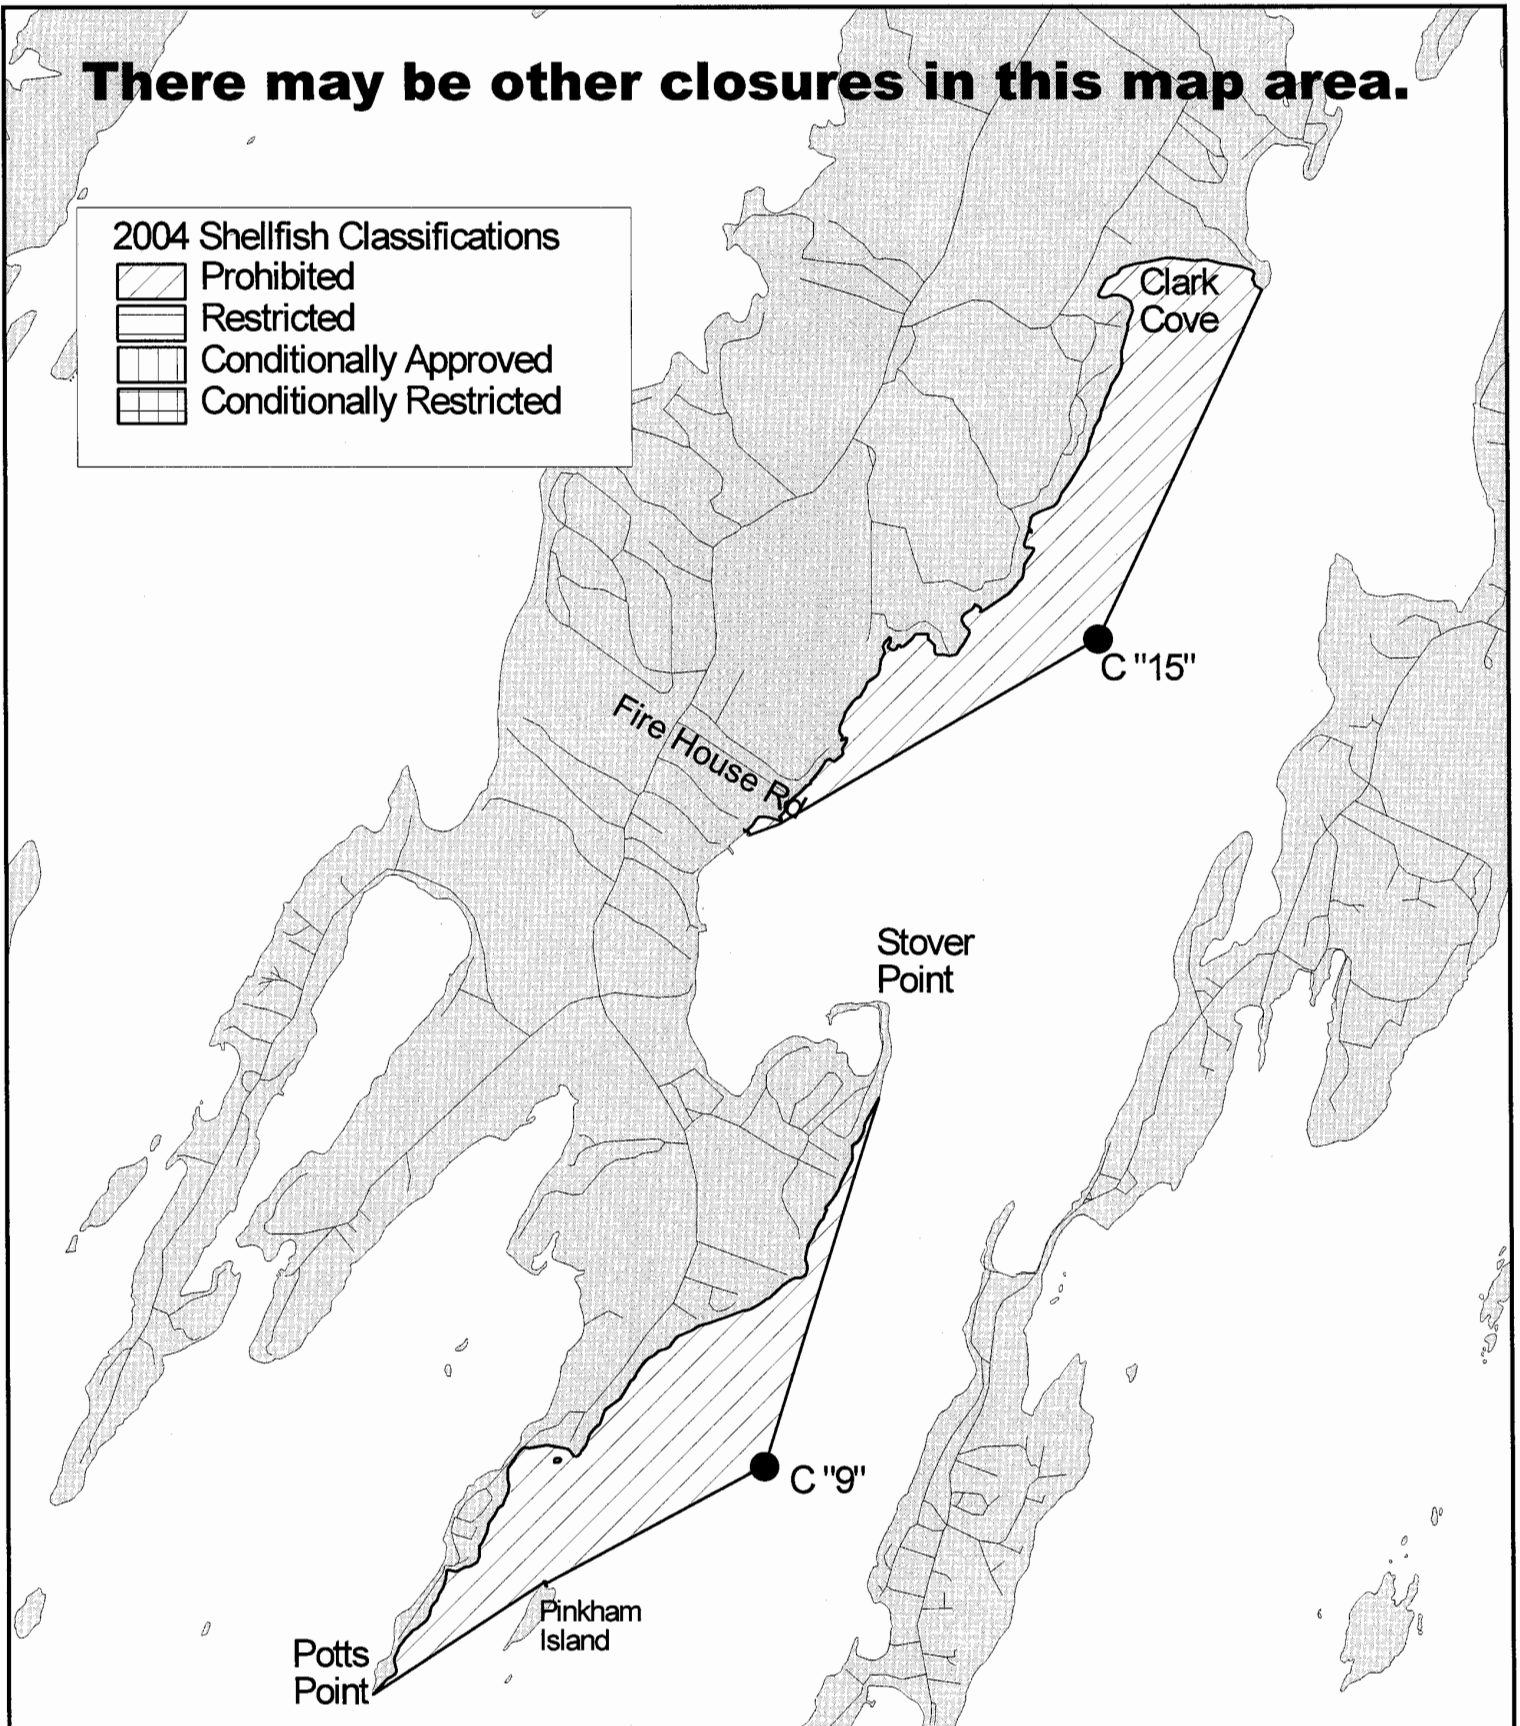 There may be other closures in this map area.
2004 Shellfish Classifications
Prohibited
Restricted
Conditionally Approved
Conditionally Restricted
Clark
Cove
C "15"
Fire House Rd
Stover
Point
C "9"
Pinkham
Island
Potts
Point